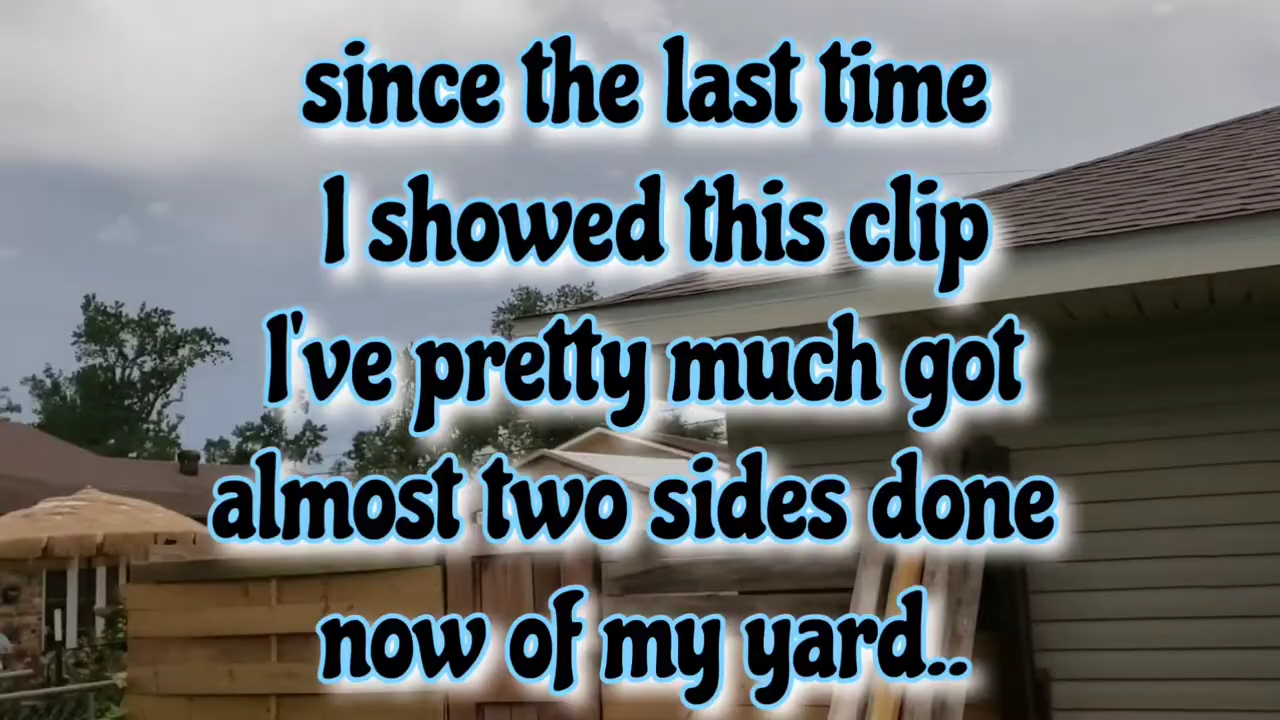 since the last time
I showed this clip
I've pretty much got
almost two sides done
now of my yard..